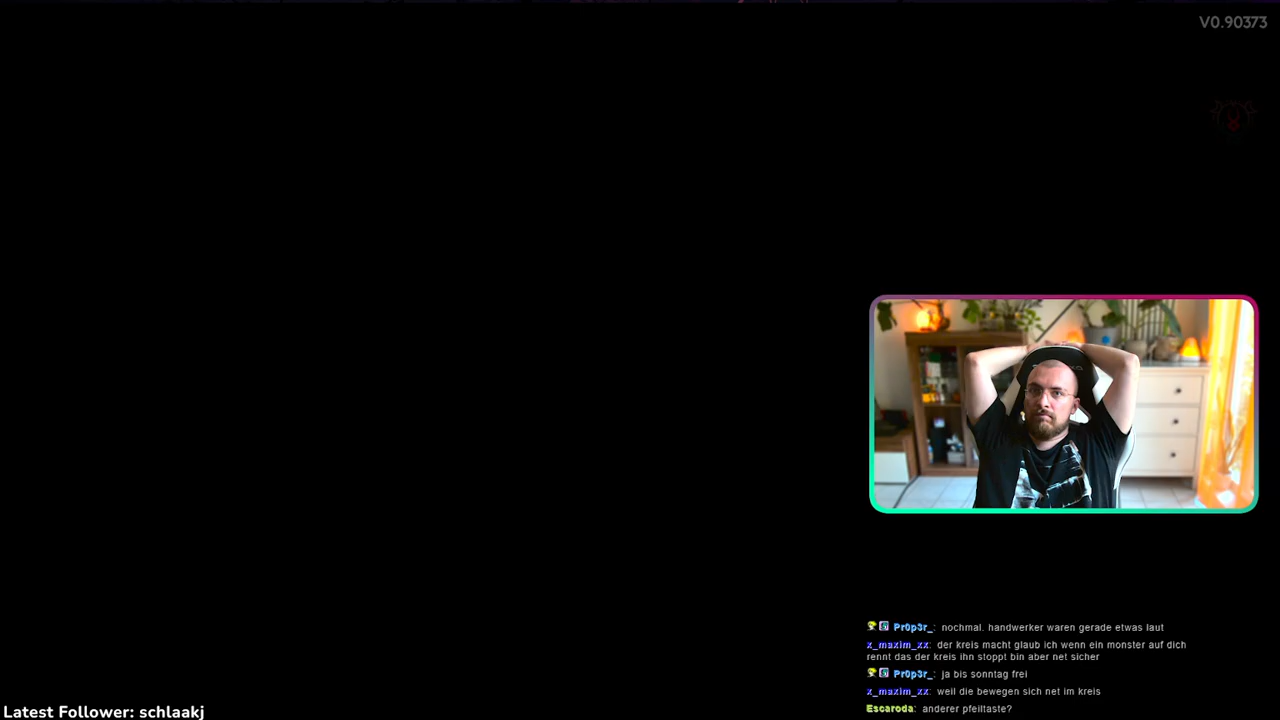 V0.90373
Pr0p3r_: nochmal. handwerker waren gerade etwas laut
z_maxim_xz: der kreis macht glaub ich wenn ein monster auf dich
rennt das der kreis ihn stoppt bin aber net sicher
Pr0p3r_: ja bis sonntag frei
z_maxim_xz: weil die bewegen sich net im kreis
Escaroda: anderer pfeiltaste?
Latest Follower: schlaakj